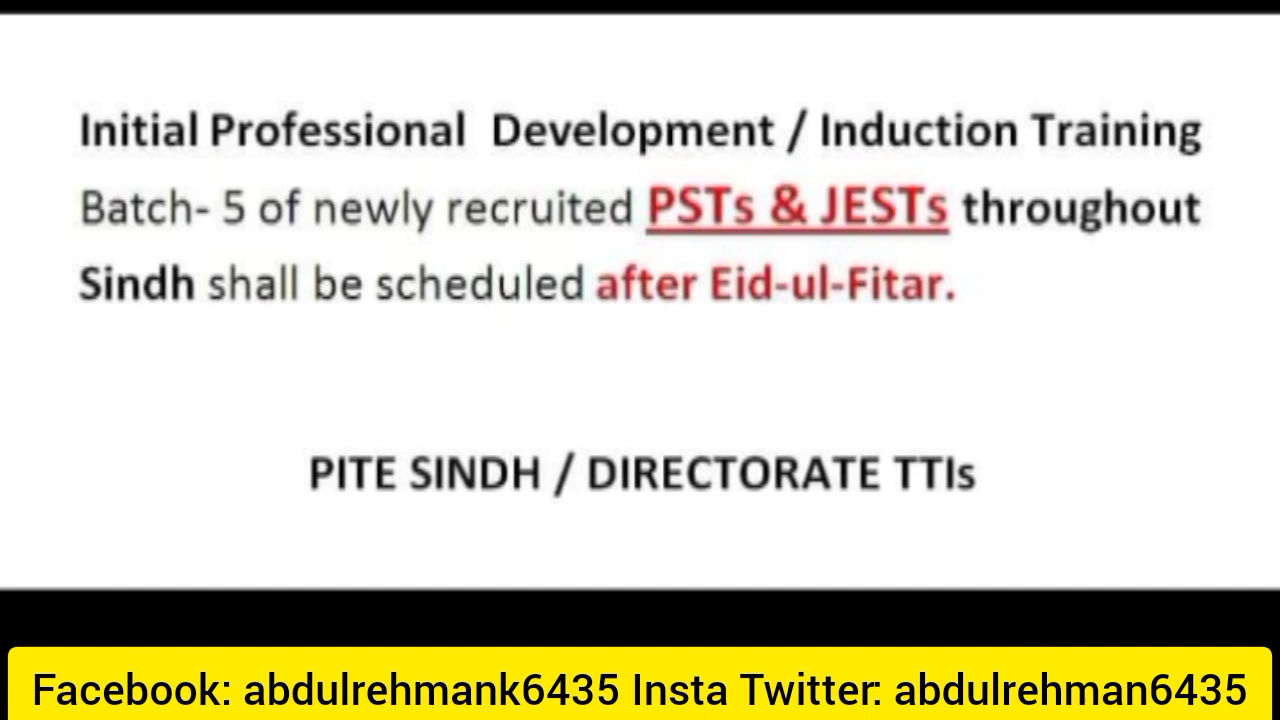 Initial Professional Development / Induction Training
Batch- 5 of newly recruited PSTs & JESTs throughout
Sindh shall be scheduled after Eid-ul-Fitar.
PITE SINDH / DIRECTORATE TTIs
Facebook: abdulrehmank6435 Insta Twitter: abdulrehman6435